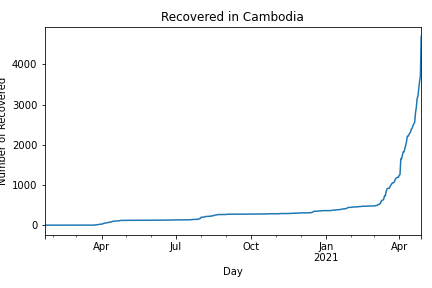 Recovered in Cambodia
Number of Recovered
4000
3000
2000
1000
0
Apr
Jul
Oct
Jan
2021
Apr
Day